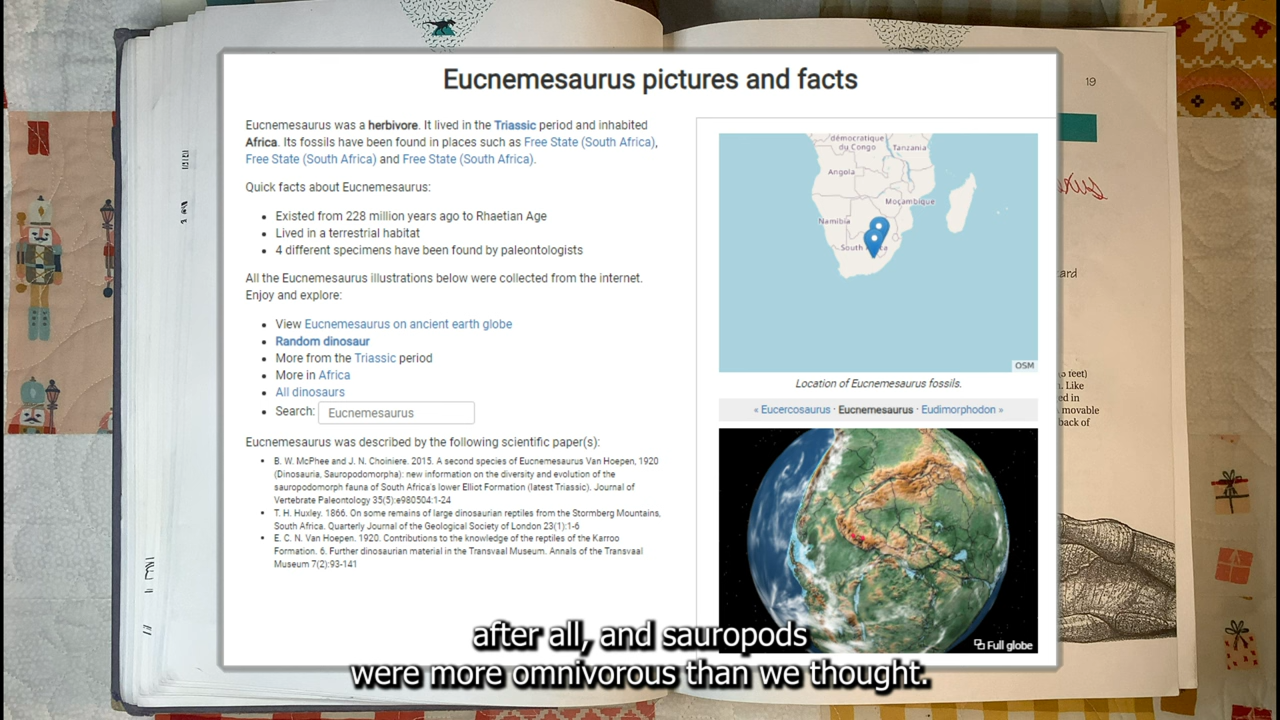 19
Eucnemesaurus pictures and facts
Eucnemesaurus was a herbivore. It lived in the Triassic period and inhabited
Africa. Its fossils have been found in places such as Free State (South Africa),
Free State (South Africa) and Free State (South Africa).
Quick facts about Eucnemesaurus:
• Existed from 228 million years ago to Rhaetian Age
• Lived in a terrestrial habitat
• 4 different specimens have been found by paleontologists
All the Eucnemesaurus illustrations below were collected from the internet.
Enjoy and explore:
• View Eucnemesaurus on ancient earth globe
• Random dinosaur
• More from the Triassic period
• More in Africa
• All dinosaurs
• Search: Eucnemesaurus
Eucnemesaurus was described by the following scientific paper(s):
• B. W. McPhee and J. N. Choiniere. 2015. A second species of Eucnemesaurus Van Hoepen, 1920
(Dinosauria, Sauropodomorpha): new information on the diversity and evolution of the
sauropodomorph fauna of South Africa's lower Elliot Formation (latest Triassic). Journal of
Vertebrate Paleontology 35(5):e980504:1-24
• T. H. Huxley. 1866. On some remains of large dinosaurian reptiles from the Stormberg Mountains,
South Africa. Quarterly Journal of the Geological Society of London 23(1):1-6
• E. C. N. Van Hoepen. 1920. Contributions to the knowledge of the reptiles of the Karroo
Formation. 6. Further dinosaurian material in the Transvaal Museum. Annals of the Transvaal
Museum 7(2):93-141
démocratique
du Congo
Tanzania
Angola
Moçambique
Namibia
South
OSM
Location of Eucnemesaurus fossils.
« Eucercosaurus · Eucnemesaurus · Eudimorphodon »
Full globe
feet)
. Like
ed in
movable
back of
after all, and sauropods
were more omnivorous than we thought.